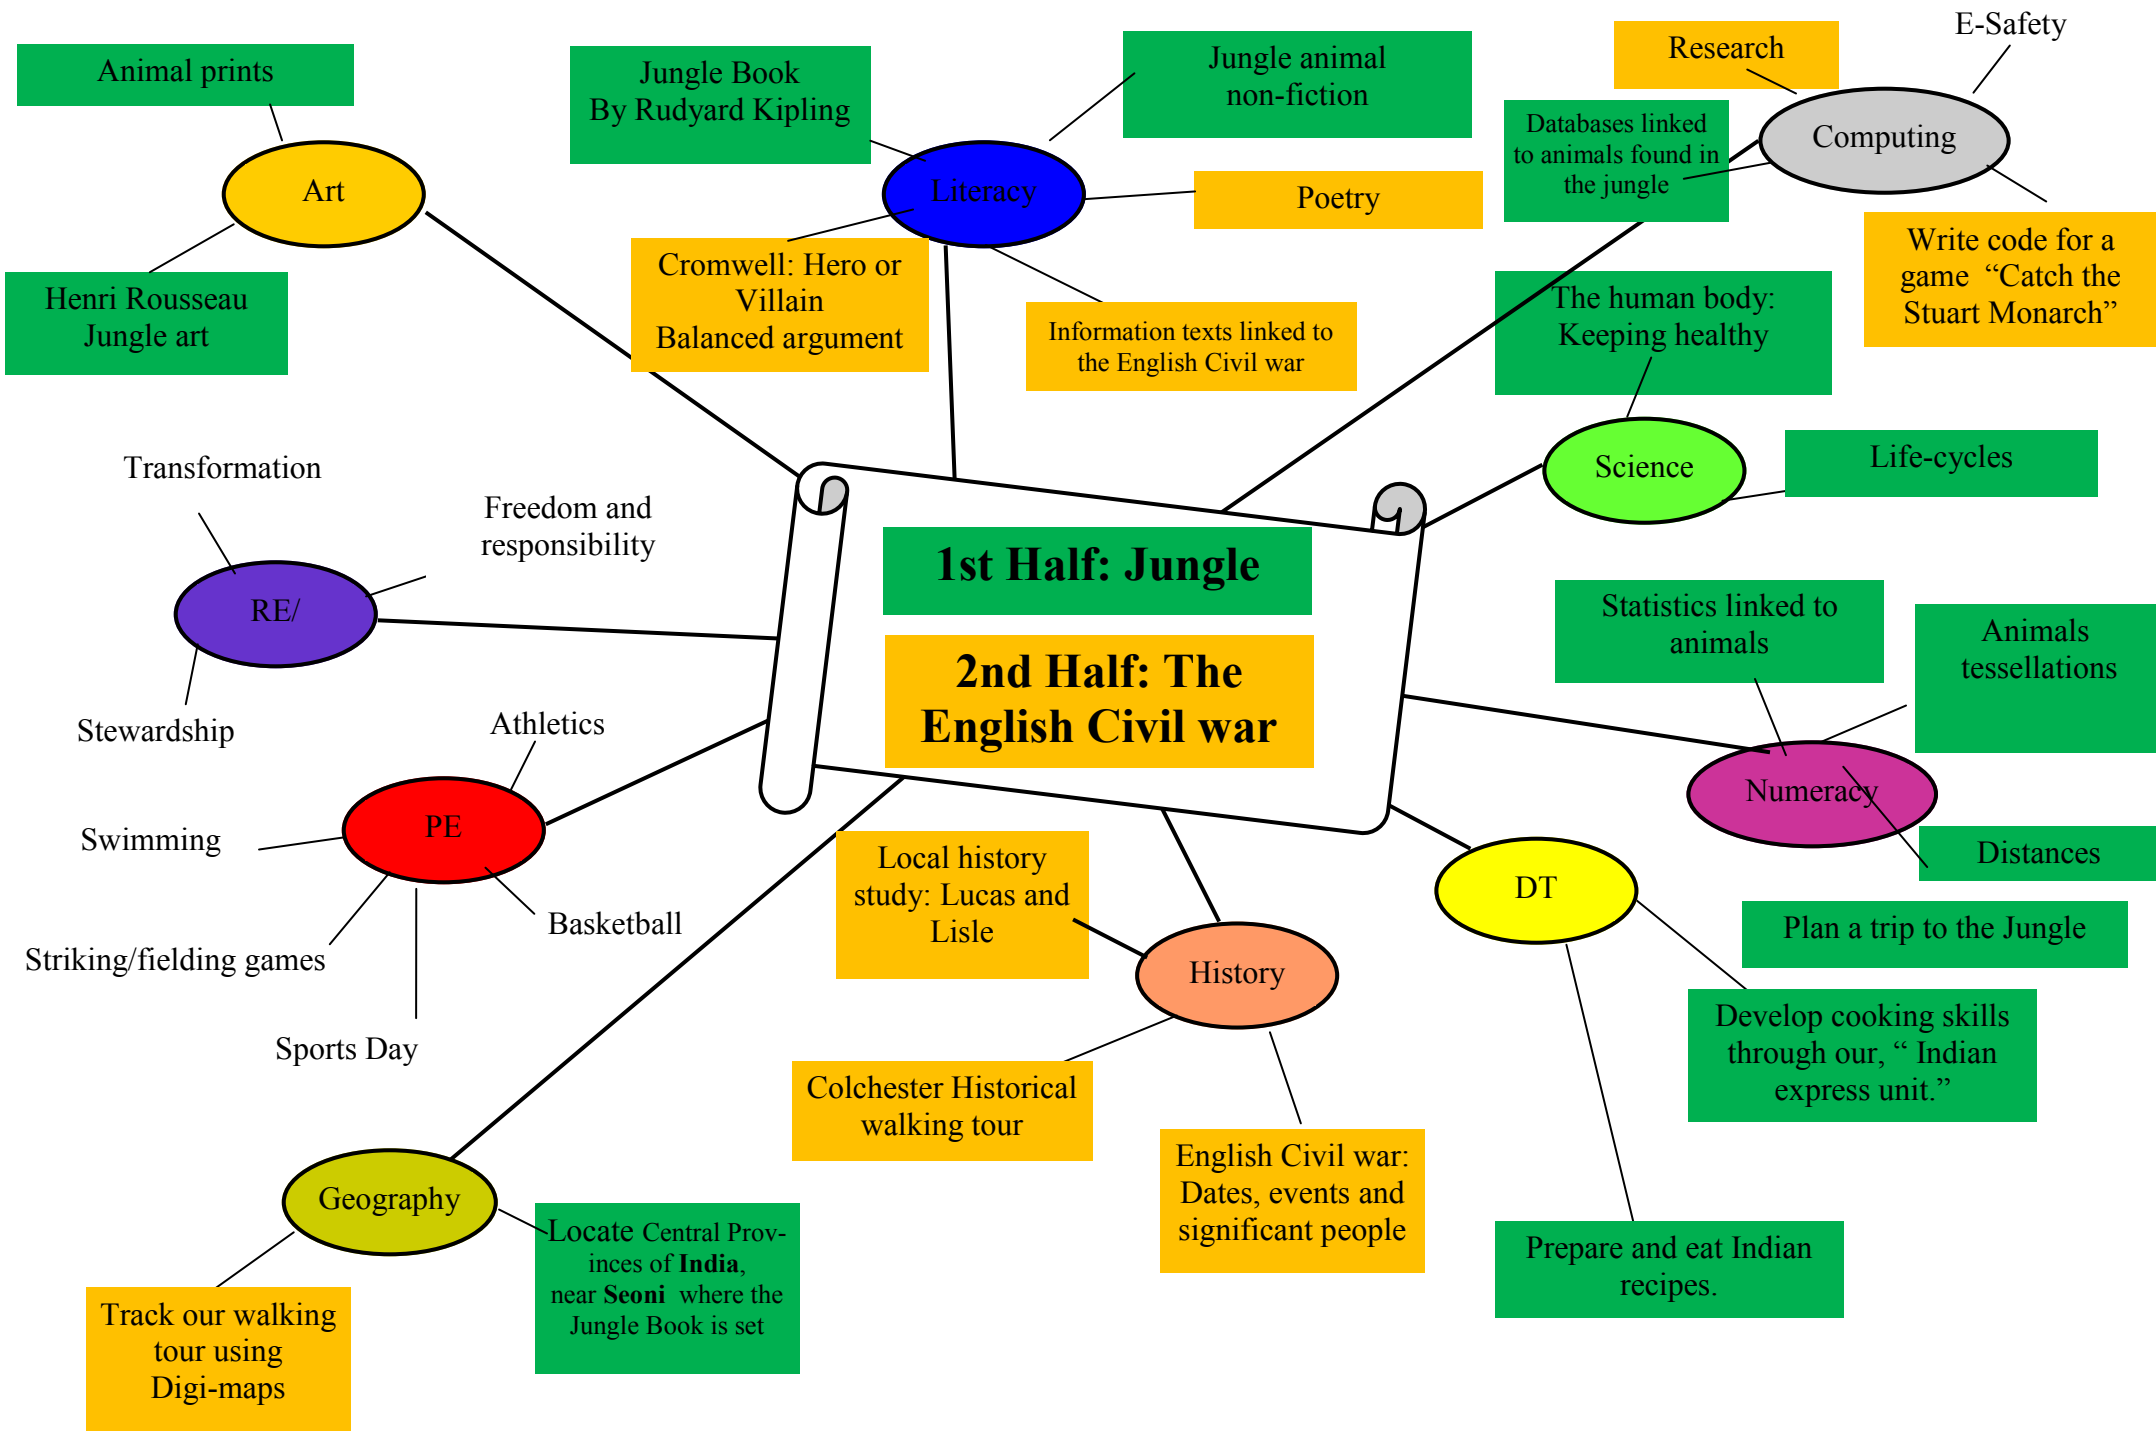 Animal prints
Art
Henri Rousseau
Jungle art
Jungle Book
By Rudyard Kipling
Jungle animal
non-fiction
Literacy
Poetry
Cromwell: Hero or
Villain
Balanced argument
Information texts linked to
the English Civil war
Research
E-Safety
Databases linked
to animals found in
the jungle
Computing
Write code for a
game “Catch the
Stuart Monarch”
The human body:
Keeping healthy
Science
Life-cycles
Transformation
Freedom and
responsibility
RE/
Stewardship
1st Half: Jungle
2nd Half: The
English Civil war
Statistics linked to
animals
Animals
tessellations
Numeracy
Distances
Plan a trip to the Jungle
Athletics
PE
Swimming
Striking/fielding games
Basketball
Sports Day
Local history
study: Lucas and
Lisle
History
Colchester Historical
walking tour
English Civil war:
Dates, events and
significant people
DT
Develop cooking skills
through our, “ Indian
express unit.”
Prepare and eat Indian
recipes.
Geography
Locate Central Prov-
inces of India,
near Seoni where the
Jungle Book is set
Track our walking
tour using
Digi-maps